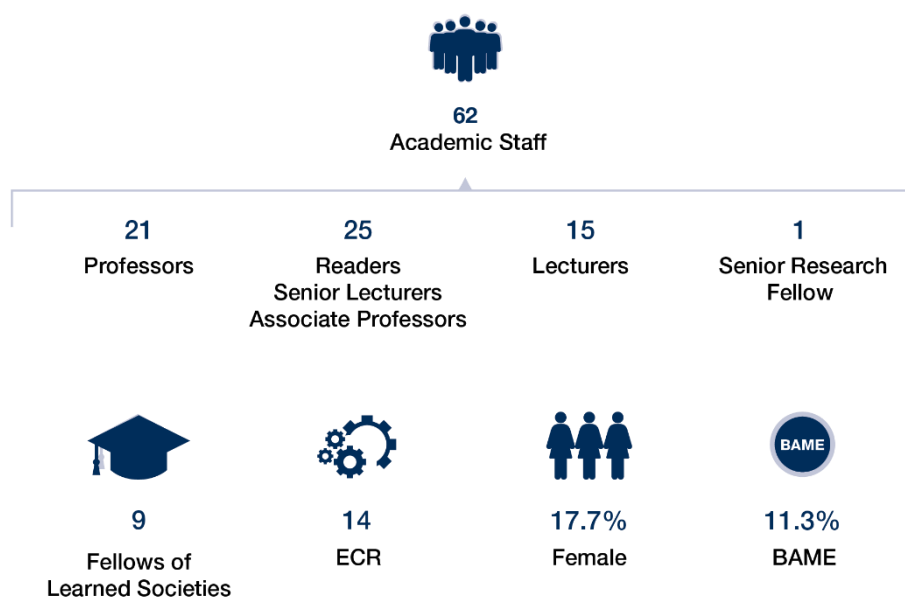 62
Academic Staff
21
Professors
25
Readers
Senior Lecturers
Associate Professors
15
Lecturers
1
Senior Research
Fellow
9
Fellows of
Learned Societies
14
ECR
17.7%
Female
BAME
11.3%
BAME